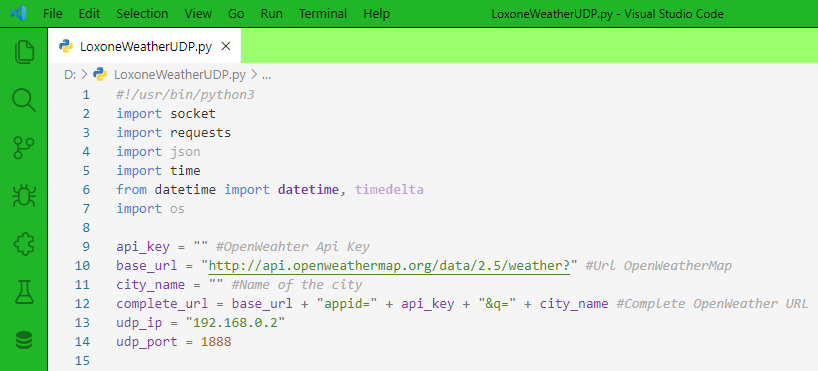 File Edit Selection View Go Run Terminal Help LoxoneWeatherUDP.py - Visual Studio Code
LoxoneWeatherUDP.py ×
D: > LoxoneWeatherUDP.py > ...
1 #!/usr/bin/python3
2 import socket
3 import requests
4 import json
5 import time
6 from datetime import datetime, timedelta
7 import os
8
9 api_key = "" #OpenWeahter Api Key
10 base_url = "http://api.openweathermap.org/data/2.5/weather?" #Url OpenWeatherMap
11 city_name = "" #Name of the city
12 complete_url = base_url + "appid=" + api_key + "&q=" + city_name #Complete OpenWeather URL
13 udp_ip = "192.168.0.2"
14 udp_port = 1888
15